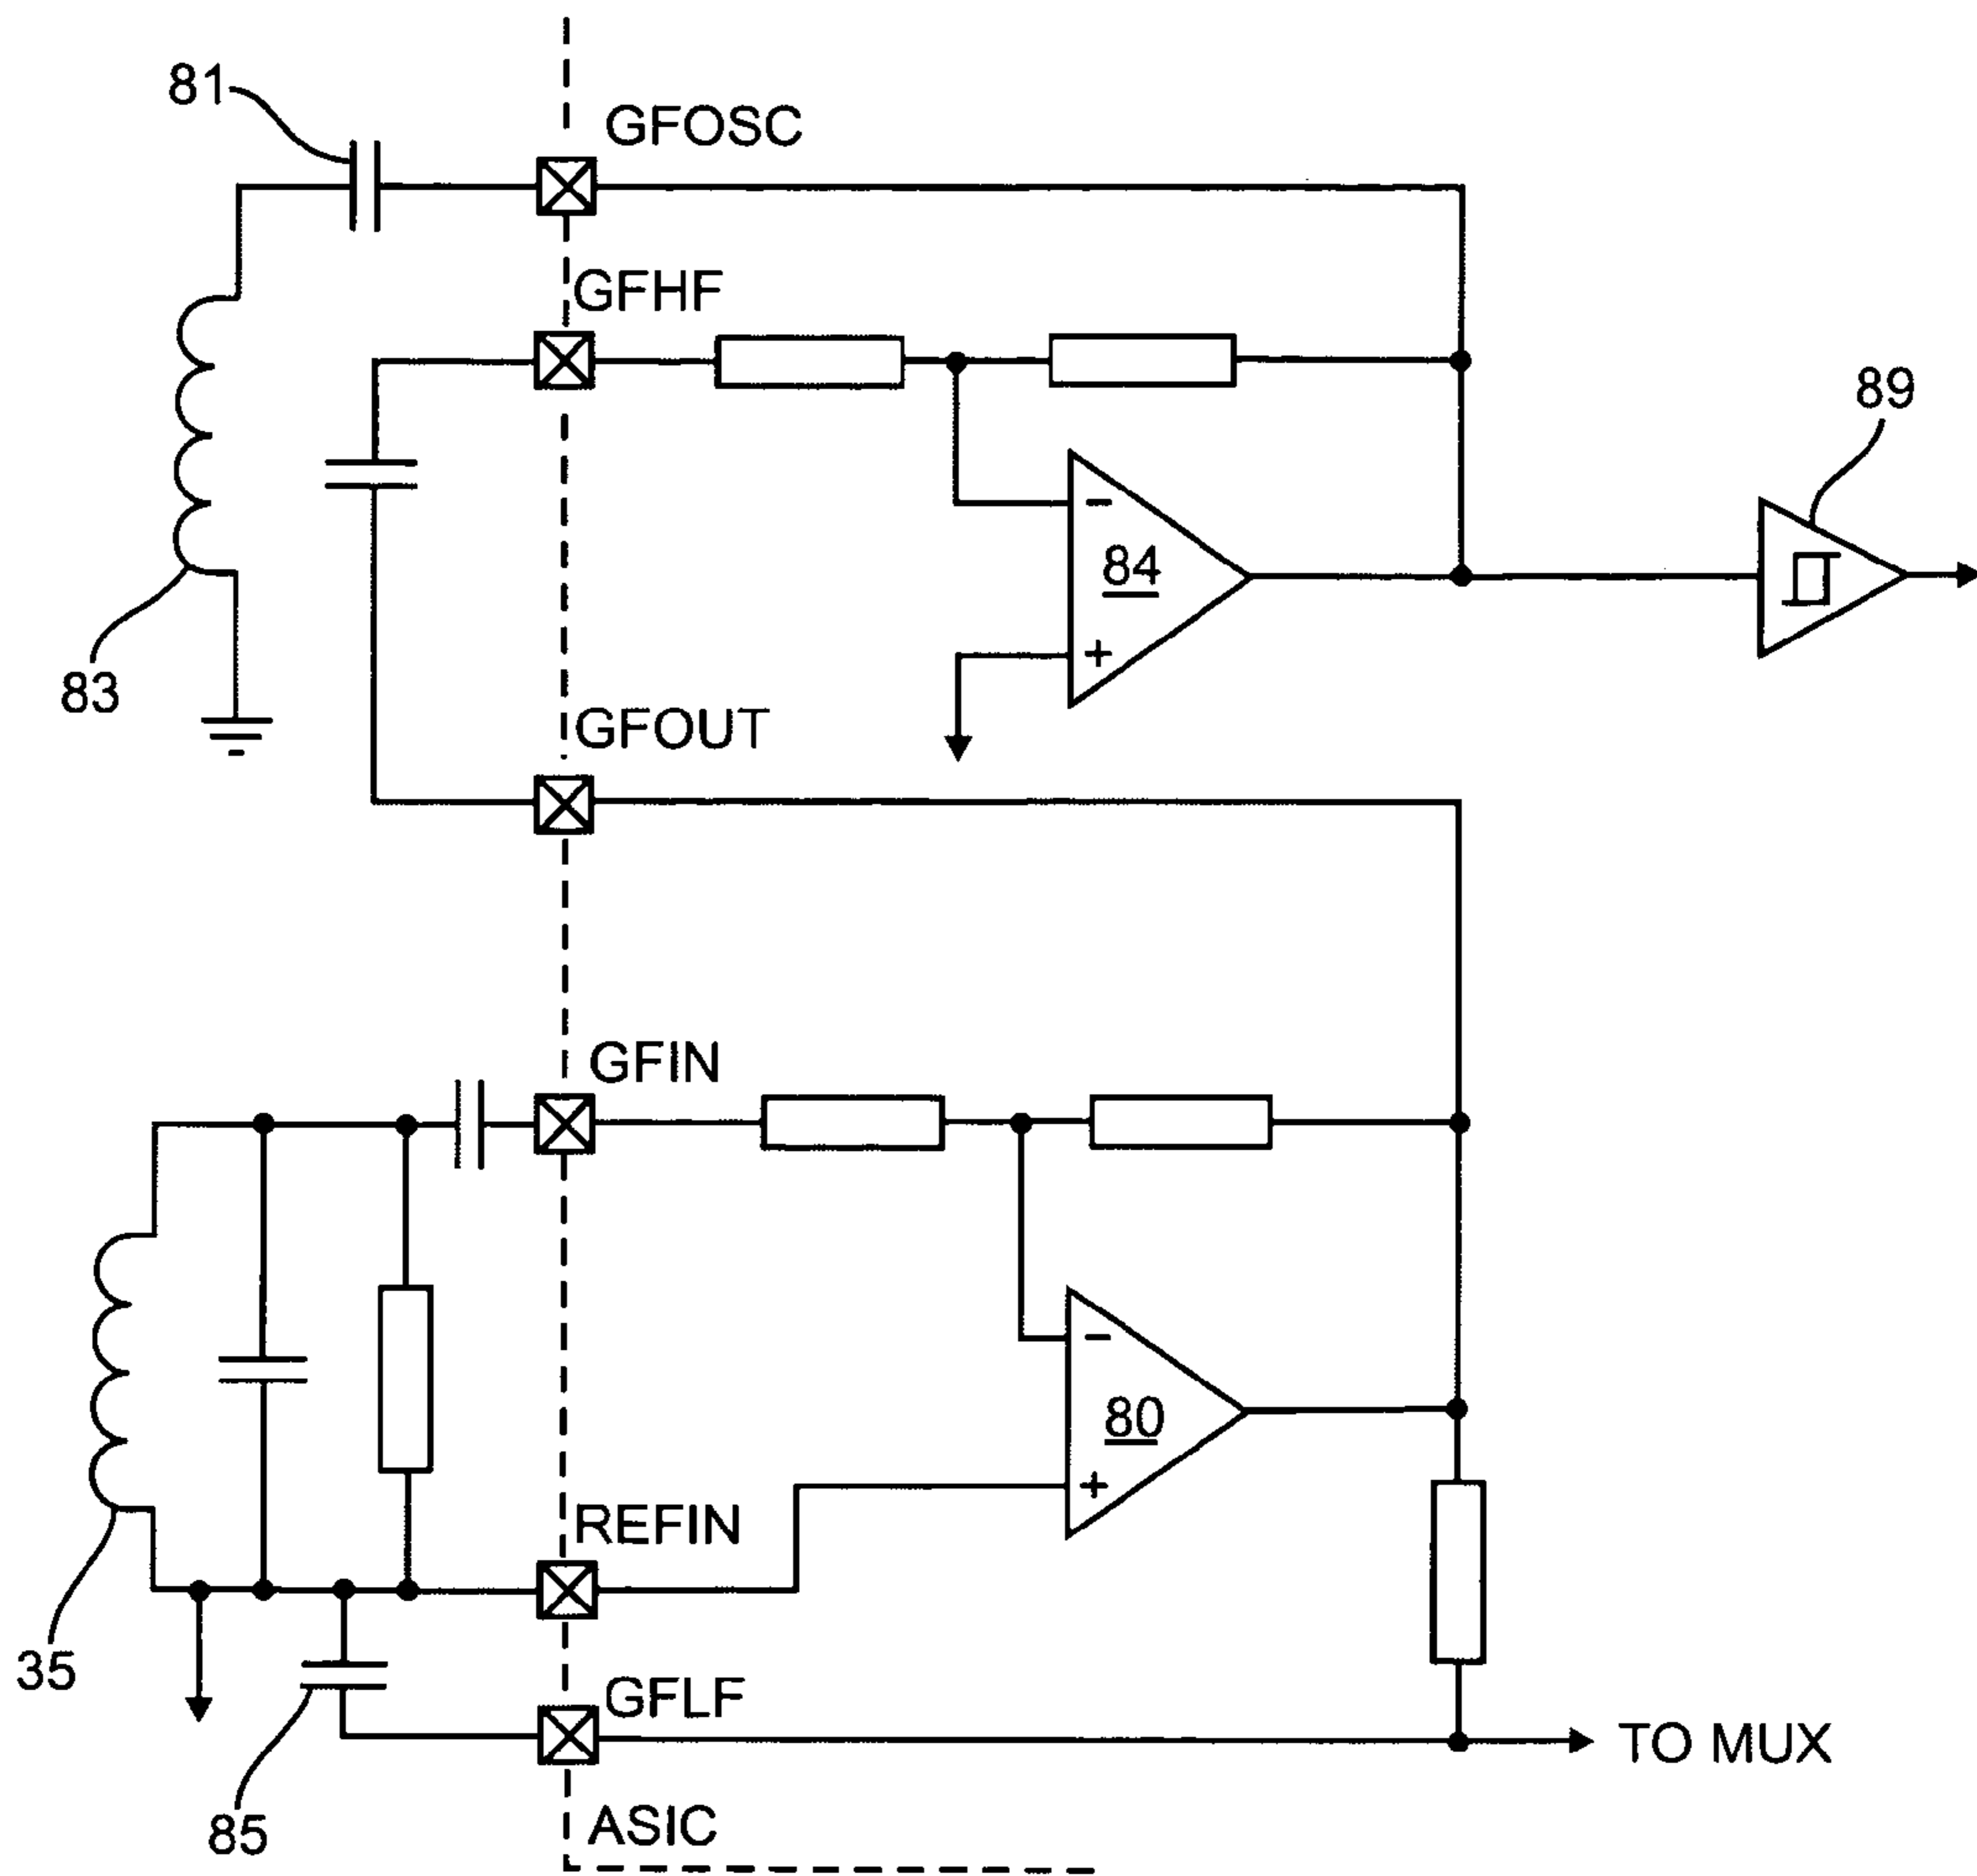 81
GFOSC
GFHF
89
84
-
+
83
GFOUT
GFIN
80
-
+
REFIN
35
GFLF
TO MUX
85
ASIC